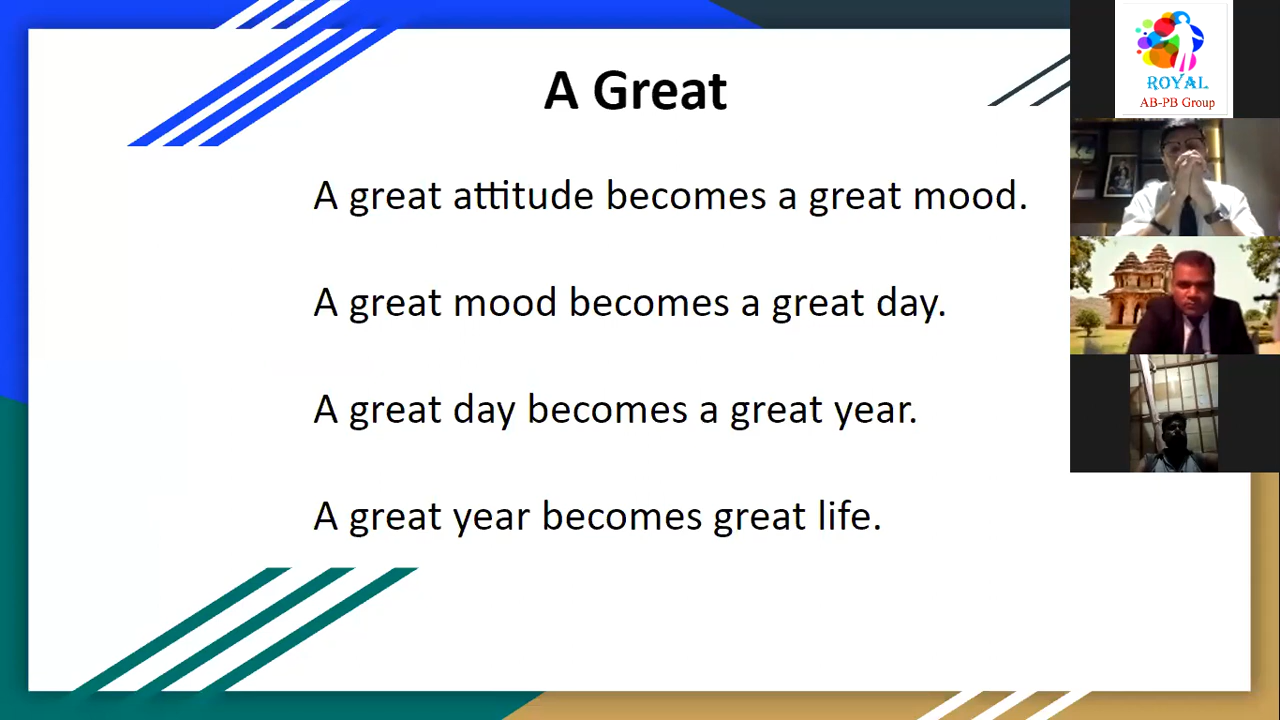 A Great
A great attitude becomes a great mood.
A great mood becomes a great day.
A great day becomes a great year.
A great year becomes great life.
ROYAL
AB-PB Group